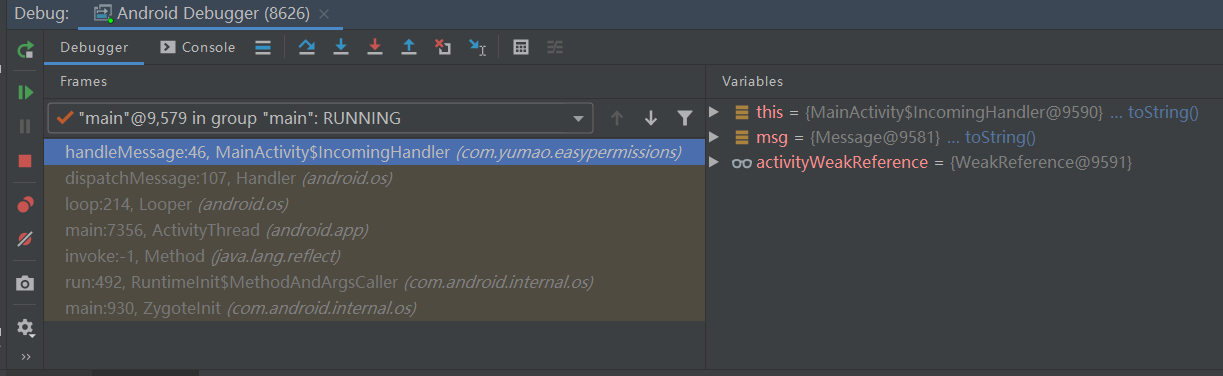 Debug: Android Debugger (8626)
Debugger Console
Frames
Variables
"main"@9,579 in group "main": RUNNING
handleMessage:46, MainActivity$IncomingHandler (com.yumao.easypermissions)
dispatchMessage:107, Handler (android.os)
loop:214, Looper (android.os)
main:7356, ActivityThread (android.app)
invoke:-1, Method (java.lang.reflect)
run:492, RuntimeInit$MethodAndArgsCaller (com.android.internal.os)
main:930, ZygoteInit (com.android.internal.os)
this = {MainActivity$IncomingHandler@9590} ... toString()
msg = {Message@9581} ... toString()
activityWeakReference = {WeakReference@9591}